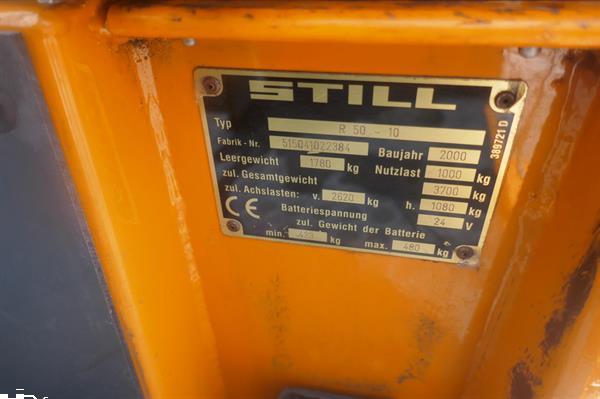 STILL
Typ R 50 - 10
Fabrik - Nr. 515041022384 Baujahr 2000
Leergewicht 1780 kg Nutzlast 1000 kg
zul. Gesamtgewicht 3700 kg
zul. Achslasten: v. 2620 kg h. 1080 kg
CE Batteriespannung 24 V
zul. Gewicht der Batterie
min. kg max. 480 kg
389721 D